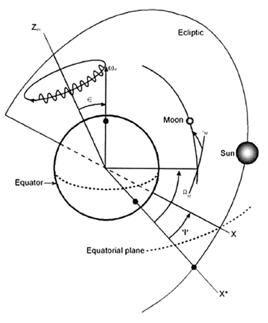 Ecliptic
Z
∈
Moon
Sun
Equator
Ω
Equatorial plane
Ψ
X
X*